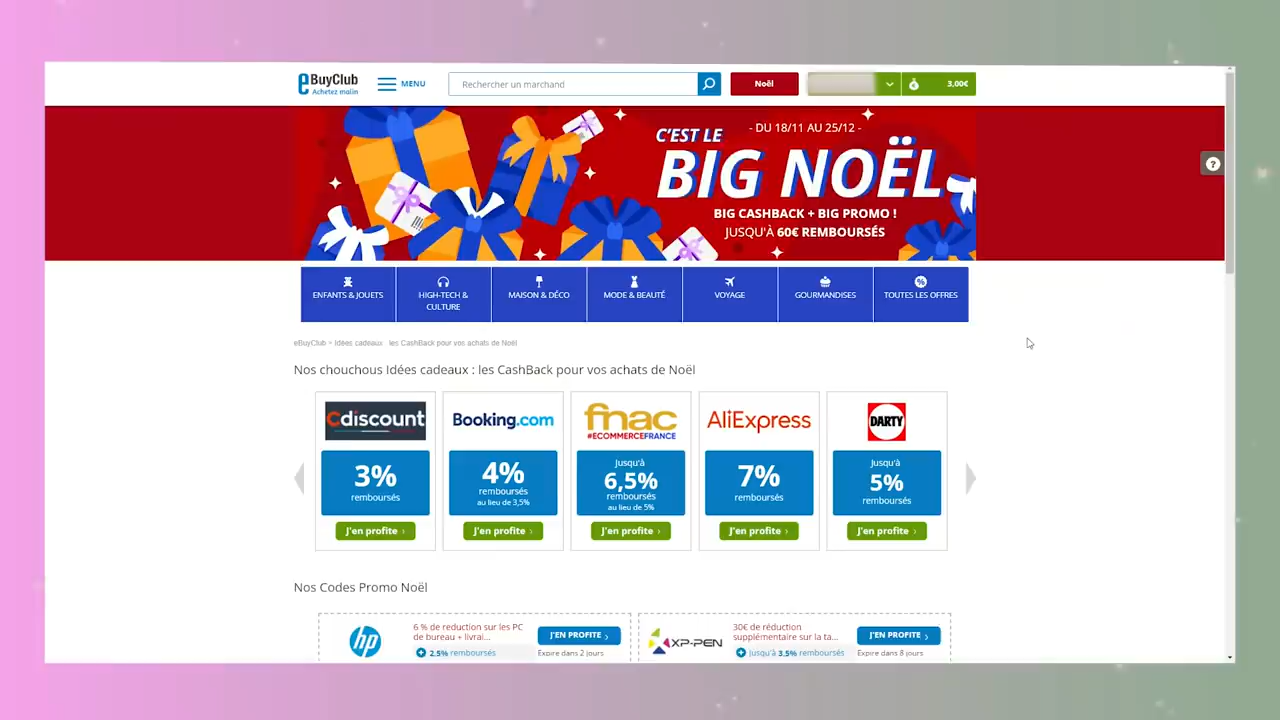 eBuyClub
Achetez malin
MENU
Rechercher un marchand
Noël
3,00€
C'EST LE
- DU 18/11 AU 25/12 -
BIG NOËL
BIG CASHBACK + BIG PROMO !
JUSQU'À 60€ REMBOURSÉS
?
ENFANTS & JOUETS
HIGH-TECH &
CULTURE
MAISON & DÉCO
MODE & BEAUTÉ
VOYAGE
GOURMANDISES
%
TOUTES LES OFFRES
eBuyClub > Idées cadeaux : les CashBack pour vos achats de Noël
Nos chouchous Idées cadeaux : les CashBack pour vos achats de Noël
Cdiscount
3%
remboursés
J'en profite ›
Booking.com
4%
remboursés
au lieu de 3,5%
J'en profite ›
fnac
#ECOMMERCEFRANCE
Jusqu'à
6,5%
remboursés
au lieu de 5%
J'en profite ›
AliExpress
7%
remboursés
J'en profite ›
DARTY
Jusqu'à
5%
remboursés
J'en profite ›
Nos Codes Promo Noël
hp
6 % de reduction sur les PC
de bureau + livrai...
2.5% remboursés
J'EN PROFITE ›
Expire dans 2 jours
XP-PEN
30€ de réduction
supplémentaire sur la ta...
Jusqu'à 3.5% remboursés
J'EN PROFITE ›
Expire dans 8 jours